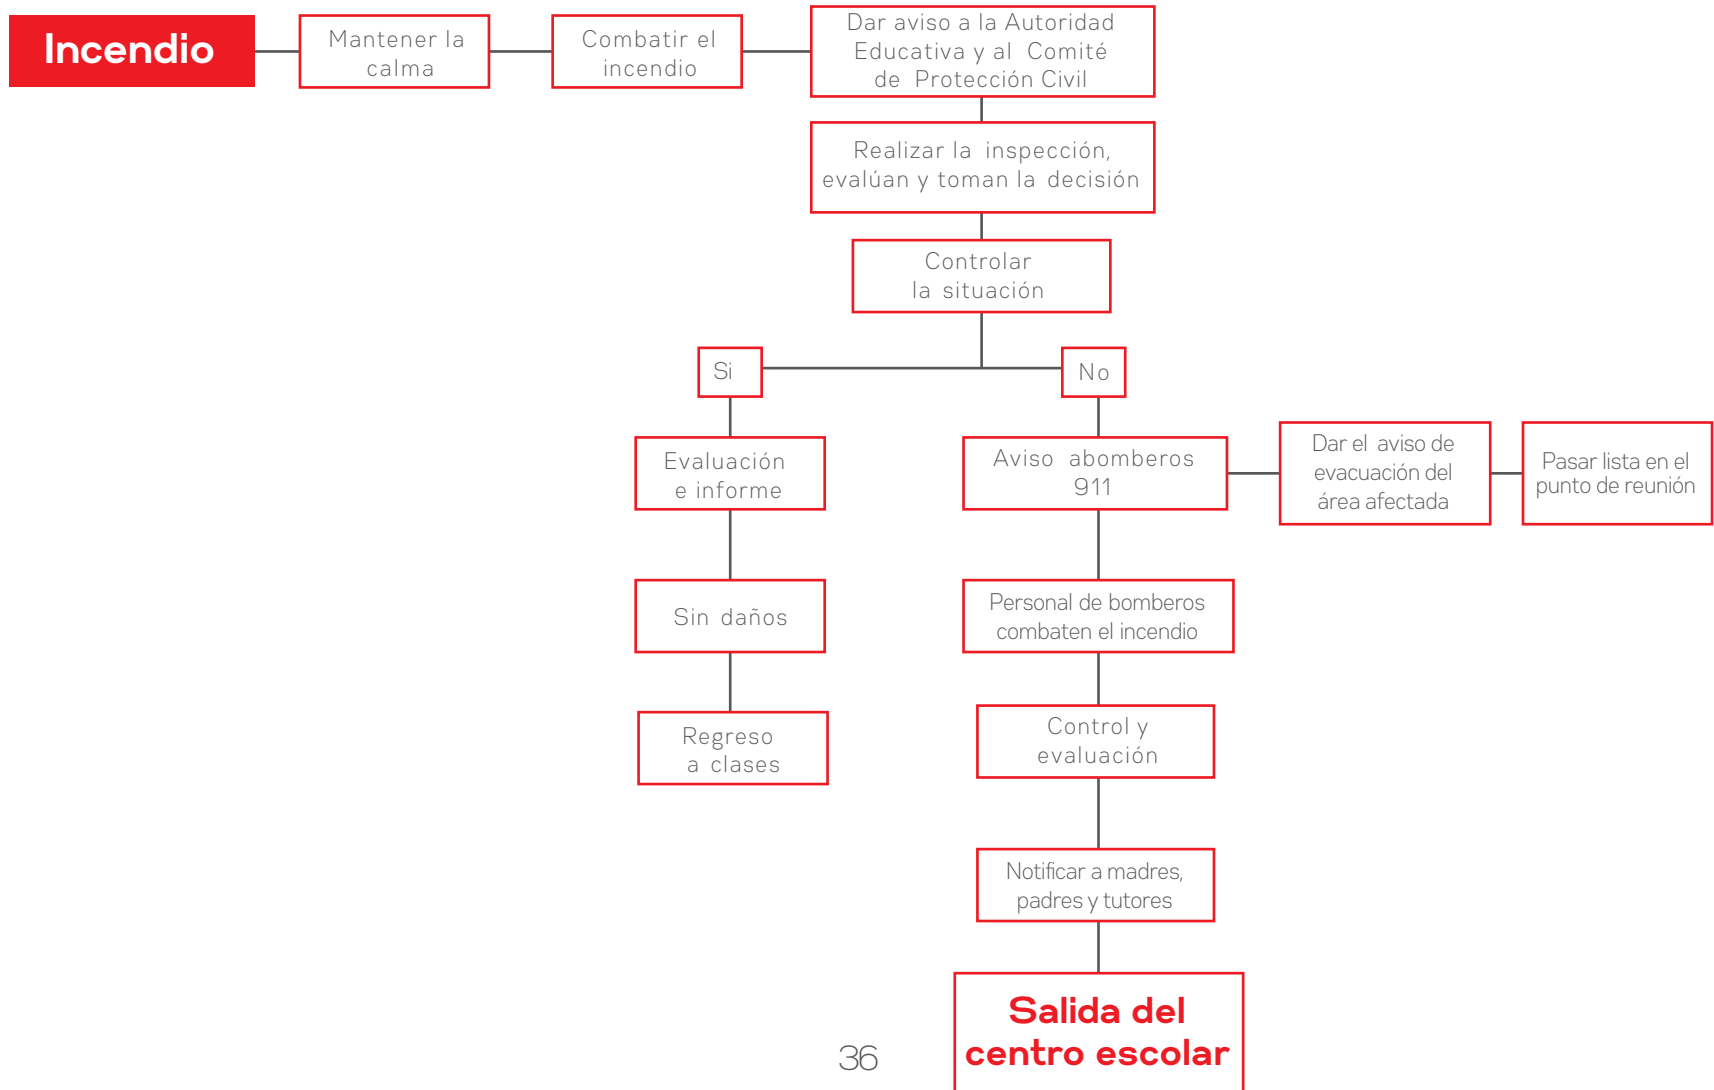 Incendio
Mantener la
calma
Combatir el
incendio
Dar aviso a la Autoridad
Educativa y al Comité
de Protección Civil
Realizar la inspección,
evalúan y toman la decisión
Controlar
la situación
Si
No
Evaluación
e informe
Sin daños
Regreso
a clases
Aviso abomberos
911
Dar el aviso de
evacuación del
área afectada
Pasar lista en el
punto de reunión
Personal de bomberos
combaten el incendio
Control y
evaluación
Notificar a madres,
padres y tutores
Salida del
centro escolar
36